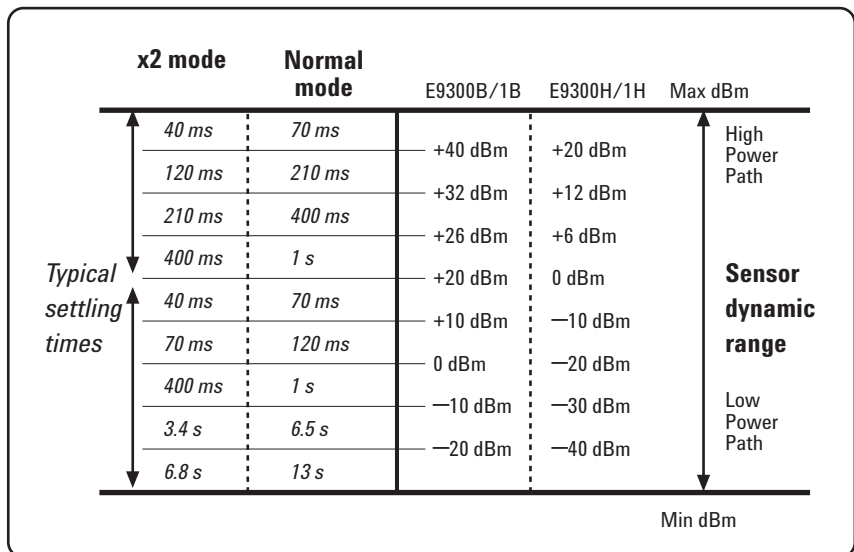 x2 mode Normal mode E9300B/1B E9300H/1H Max dBm
40 ms 70 ms
+40 dBm +20 dBm
High Power Path
120 ms 210 ms
+32 dBm +12 dBm
210 ms 400 ms
+26 dBm +6 dBm
400 ms 1 s
+20 dBm 0 dBm
Typical settling times
Sensor dynamic range
40 ms 70 ms
+10 dBm —10 dBm
70 ms 120 ms
0 dBm —20 dBm
400 ms 1 s
—10 dBm —30 dBm
Low Power Path
3.4 s 6.5 s
—20 dBm —40 dBm
6.8 s 13 s
Min dBm